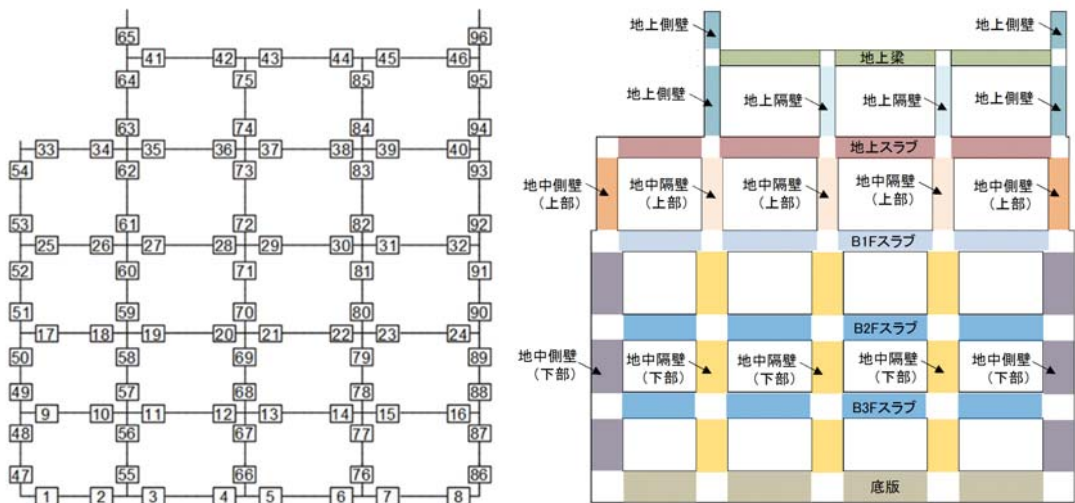 65 96
41 42 43 44 45 46
64 75 85 95
63 74 84 94
33 34 35 36 37 38 39 40
54 62 73 83 93
53 61 72 82 92
25 26 27 28 29 30 31 32
52 60 71 81 91
51 59 70 80 90
17 18 19 20 21 22 23 24
50 58 69 79 89
49 57 68 78 88
9 10 11 12 13 14 15 16
48 56 67 77 87
47 55 66 76 86
1 2 3 4 5 6 7 8
地上側壁 地上側壁
地上梁
地上側壁 地上隔壁 地上隔壁 地上側壁
地上スラブ
地中側壁 地中隔壁 地中隔壁 地中隔壁 地中側壁
(上部) (上部) (上部) (上部) (上部)
B1Fスラブ
B2Fスラブ
地中側壁 地中隔壁 地中隔壁 地中隔壁 地中側壁
(下部) (下部) (下部) (下部) (下部)
B3Fスラブ
底版